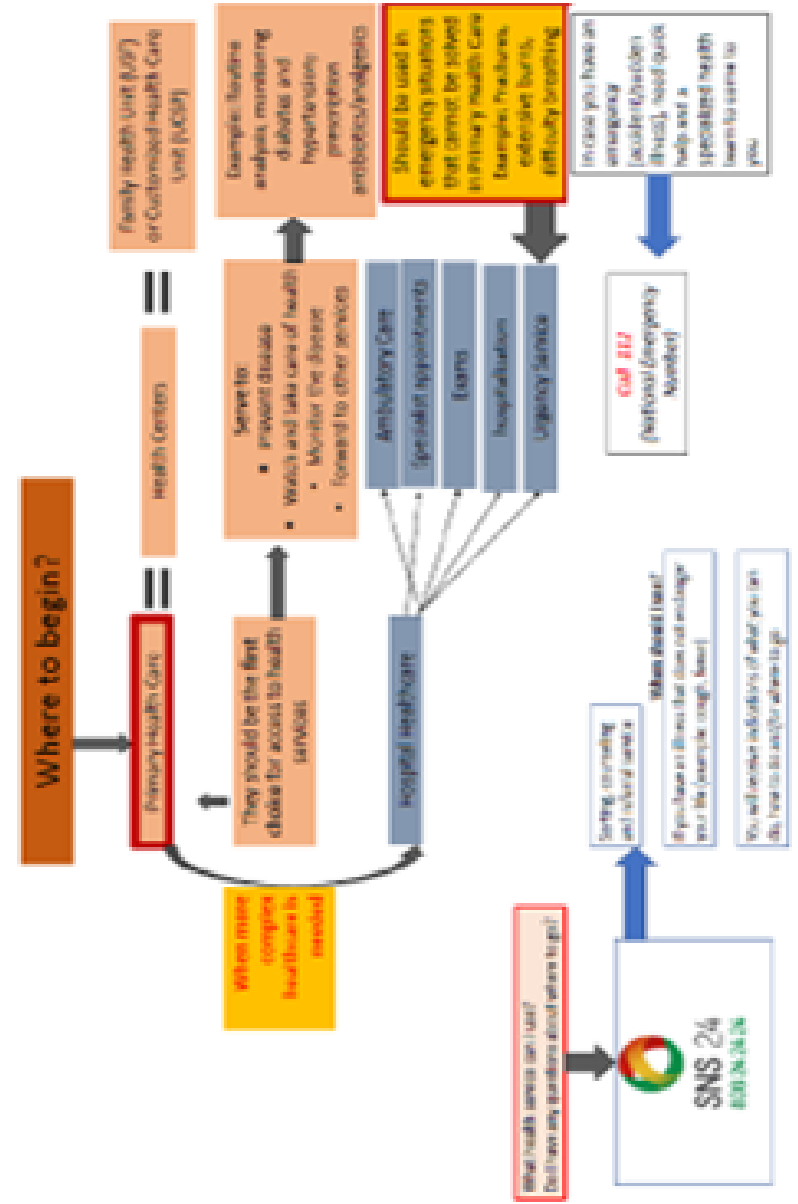 Where to begin?
Primary Health Care
Health Centers
Family Health Unit (USF)
or Customized Health Care
Unit (UCSP)
They should be the first
choice for access to health
services
Serve to:
• Prevent disease
• Watch and take care of health
• Monitor the disease
• Forward to other services
Example: Routine
analysis, monitoring
diabetes and
hypertension;
prescription
antibiotics/analgesics
When more
complex
healthcare is
needed
Hospital Healthcare
Ambulatory Care
Specialist appointments
Exams
Hospitalization
Urgency Service
Should be used in
emergency situations
that cannot be solved
in Primary Health Care
Examples: Fractures,
extensive burns,
difficulty breathing
What health service can I use?
Do I have any questions about where to go?
SNS 24
808 24 24 24
Sorting, counseling
and referral service
When should I use?
If you have an illness that does not endanger
your life (example: cough, fever)
You will receive indications of what you can
do, how to do and/or where to go
Call 112
(National Emergency
Number)
In case you have an
emergency
(accident/sudden
illness), need quick
help and a
specialized health
team to come to
you